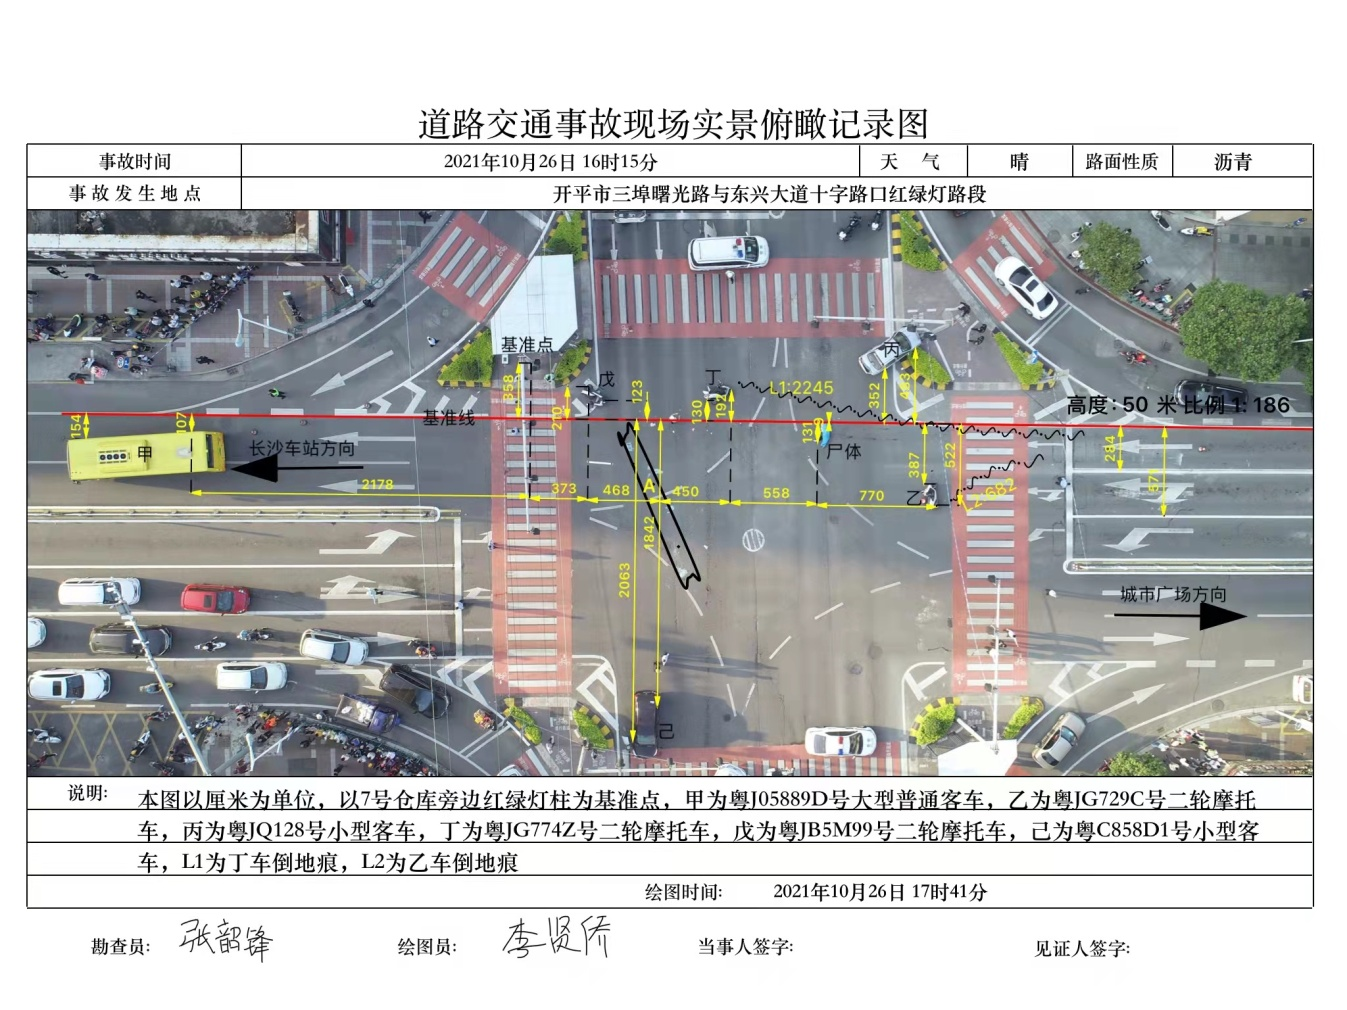 道路交通事故现场实景俯瞰记录图
事故时间 2021年10月26日 16时15分 天 气 晴 路面性质 沥青
事故发生地点 开平市三埠曙光路与东兴大道十字路口红绿灯路段
基准点
丙
戊 丁
358 210 123 130 192 L1:2245 352
高度: 50 米 比例 1: 186
基准线
154 107
甲 长沙车站方向
131 尸体 387 522 284 571
2178 373 468 A 450 558 770 乙 L2:682
1842
2063
城市广场方向
己
说明: 本图以厘米为单位，以7号仓库旁边红绿灯柱为基准点，甲为粤J05889D号大型普通客车，乙为粤JG729C号二轮摩托
车，丙为粤JQ128号小型客车，丁为粤JG774Z号二轮摩托车，戊为粤JB5M99号二轮摩托车，己为粤C858D1号小型客
车，L1为丁车倒地痕，L2为乙车倒地痕
绘图时间: 2021年10月26日 17时41分
勘查员: 张韶锋 绘图员: 李贤侨 当事人签字: 见证人签字: